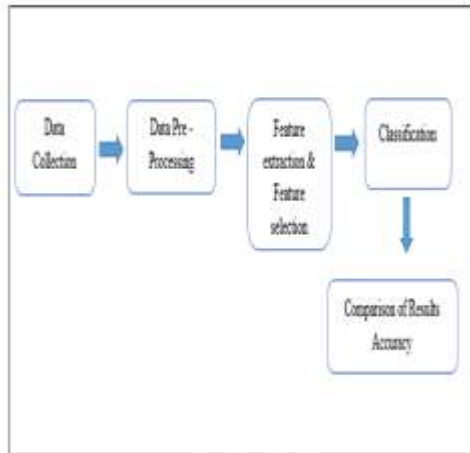 Data
Collection
Data Pre -
Processing
Feature
extraction &
Feature
selection
Classification
Comparison of Results
Accuracy